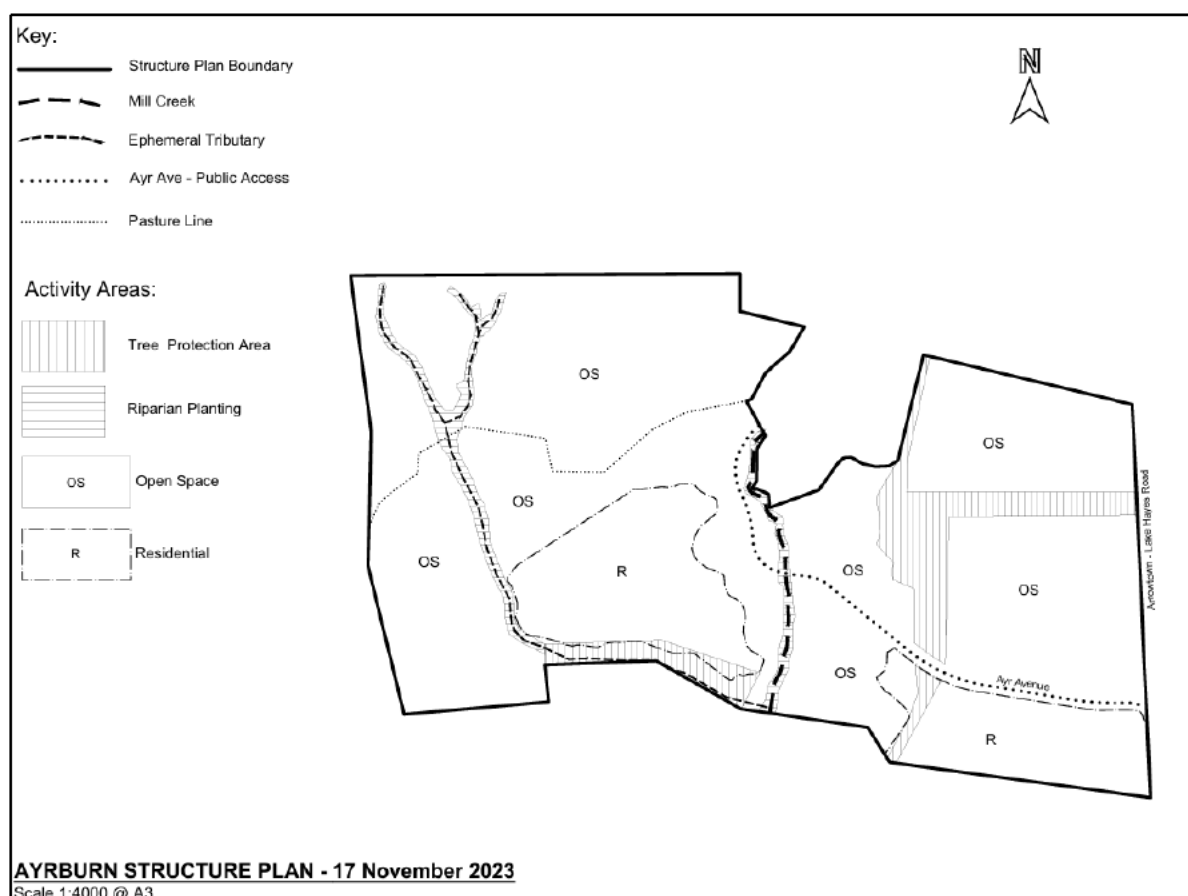 Key:
Structure Plan Boundary
Mill Creek
Ephemeral Tributary
Ayr Ave - Public Access
Pasture Line
Activity Areas:
Tree Protection Area
Riparian Planting
OS
Open Space
R
Residential
N
OS
OS
OS
Arrowtown - Lake Hayes Road
OS
R
OS
OS
OS
Ayr Avenue
R
AYRBURN STRUCTURE PLAN - 17 November 2023
Scale 1:4000 @ A3